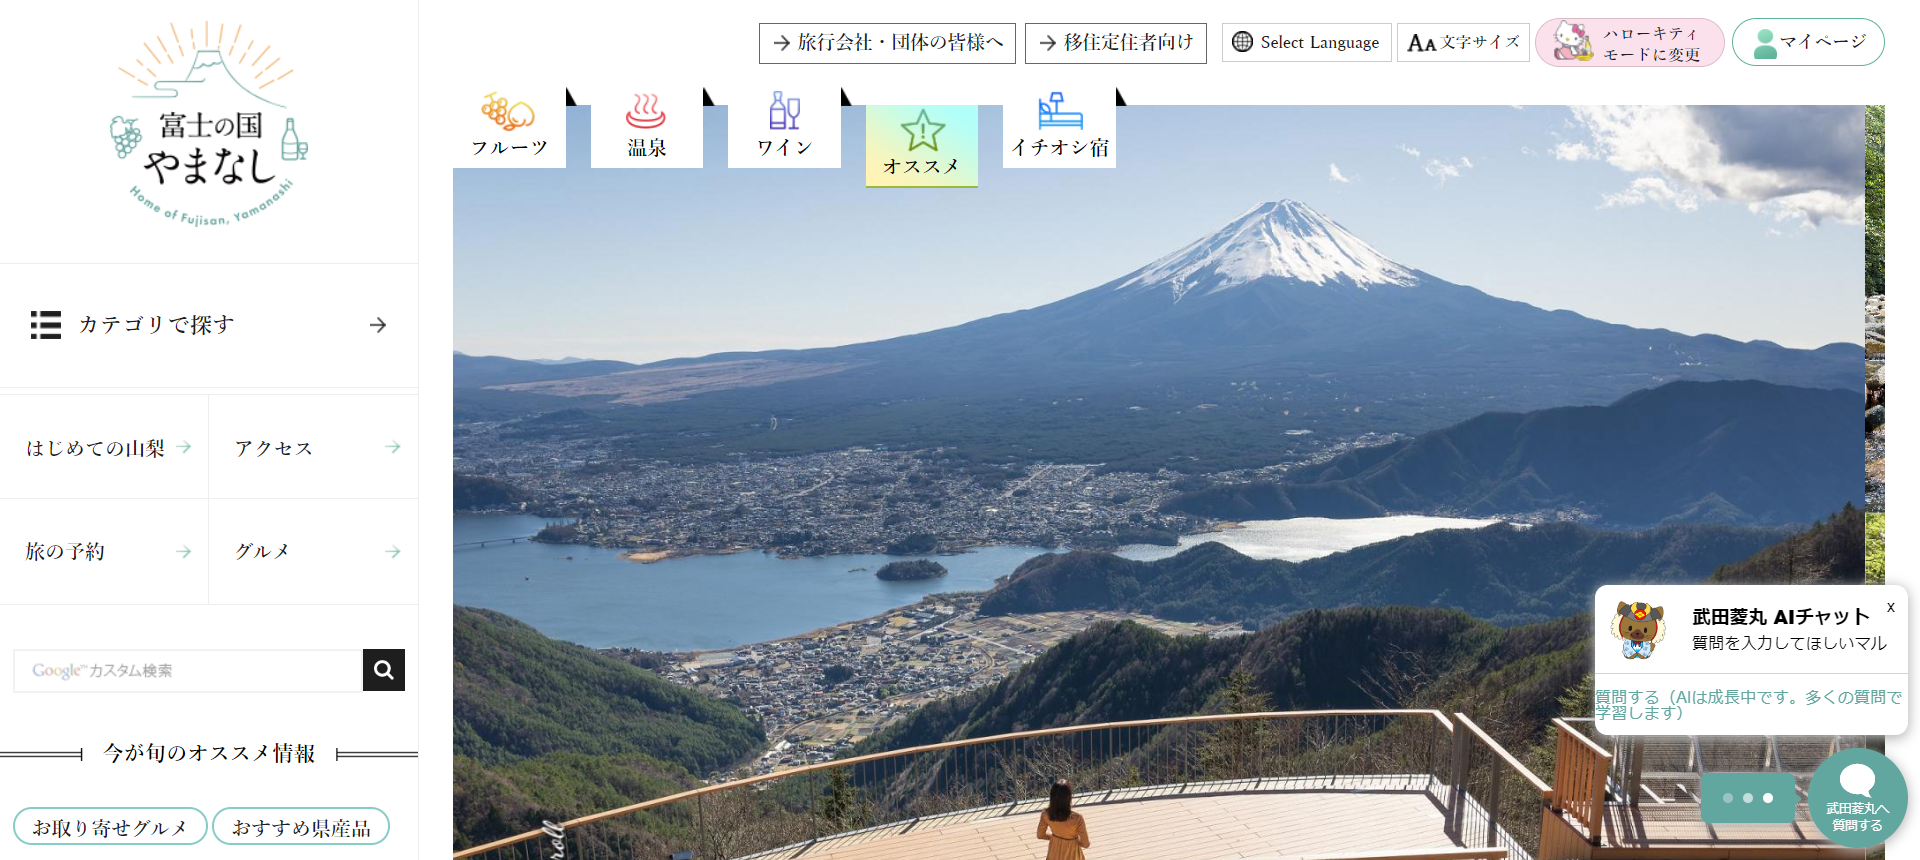 富士の国
やまなし
Home of Fujisan, Yamanashi
カテゴリで探す
はじめての山梨
アクセス
旅の予約
グルメ
Google™ カスタム検索
今が旬のオススメ情報
お取り寄せグルメ
おすすめ県産品
旅行会社・団体の皆様へ
移住定住者向け
Select Language
AA 文字サイズ
ハローキティ
モードに変更
マイページ
フルーツ
温泉
ワイン
オススメ
イチオシ宿
武田菱丸 AIチャット
x
質問を入力してほしいマル
質問する（AIは成長中です。多くの質問で
学習します）
武田菱丸へ
質問する